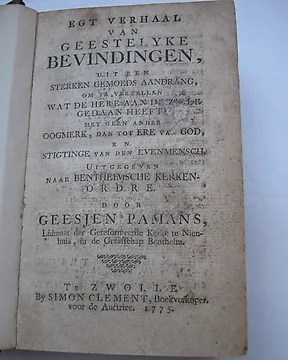 EGT VERHAAL
VAN
GEESTELYKE
BEVINDINGEN,
UIT EEN
STERKEN GEMOEDS AANDRANG,
OM TE VERTELLEN
WAT DE HERE AAN DE ZIELE
GEDAAN HEEFT,
MET GEEN ANDER
OOGMERK, DAN TOT ERE VAN GOD,
EN
STIGTINGE VAN DEN EVENMENSCH.
UITGEGEVEN
NAAR BENTHEIMSCHE KERKEN-
ORDRE.
DOOR
GEESJEN PAMANS,
Lidmaat der Gereformeerde Kerke te Nien-
huis, in de Graafschap Bentheim.
TE ZWOLLE
By SIMON CLEMENT, Boekverkoper.
voor de Auctrice. 1775.